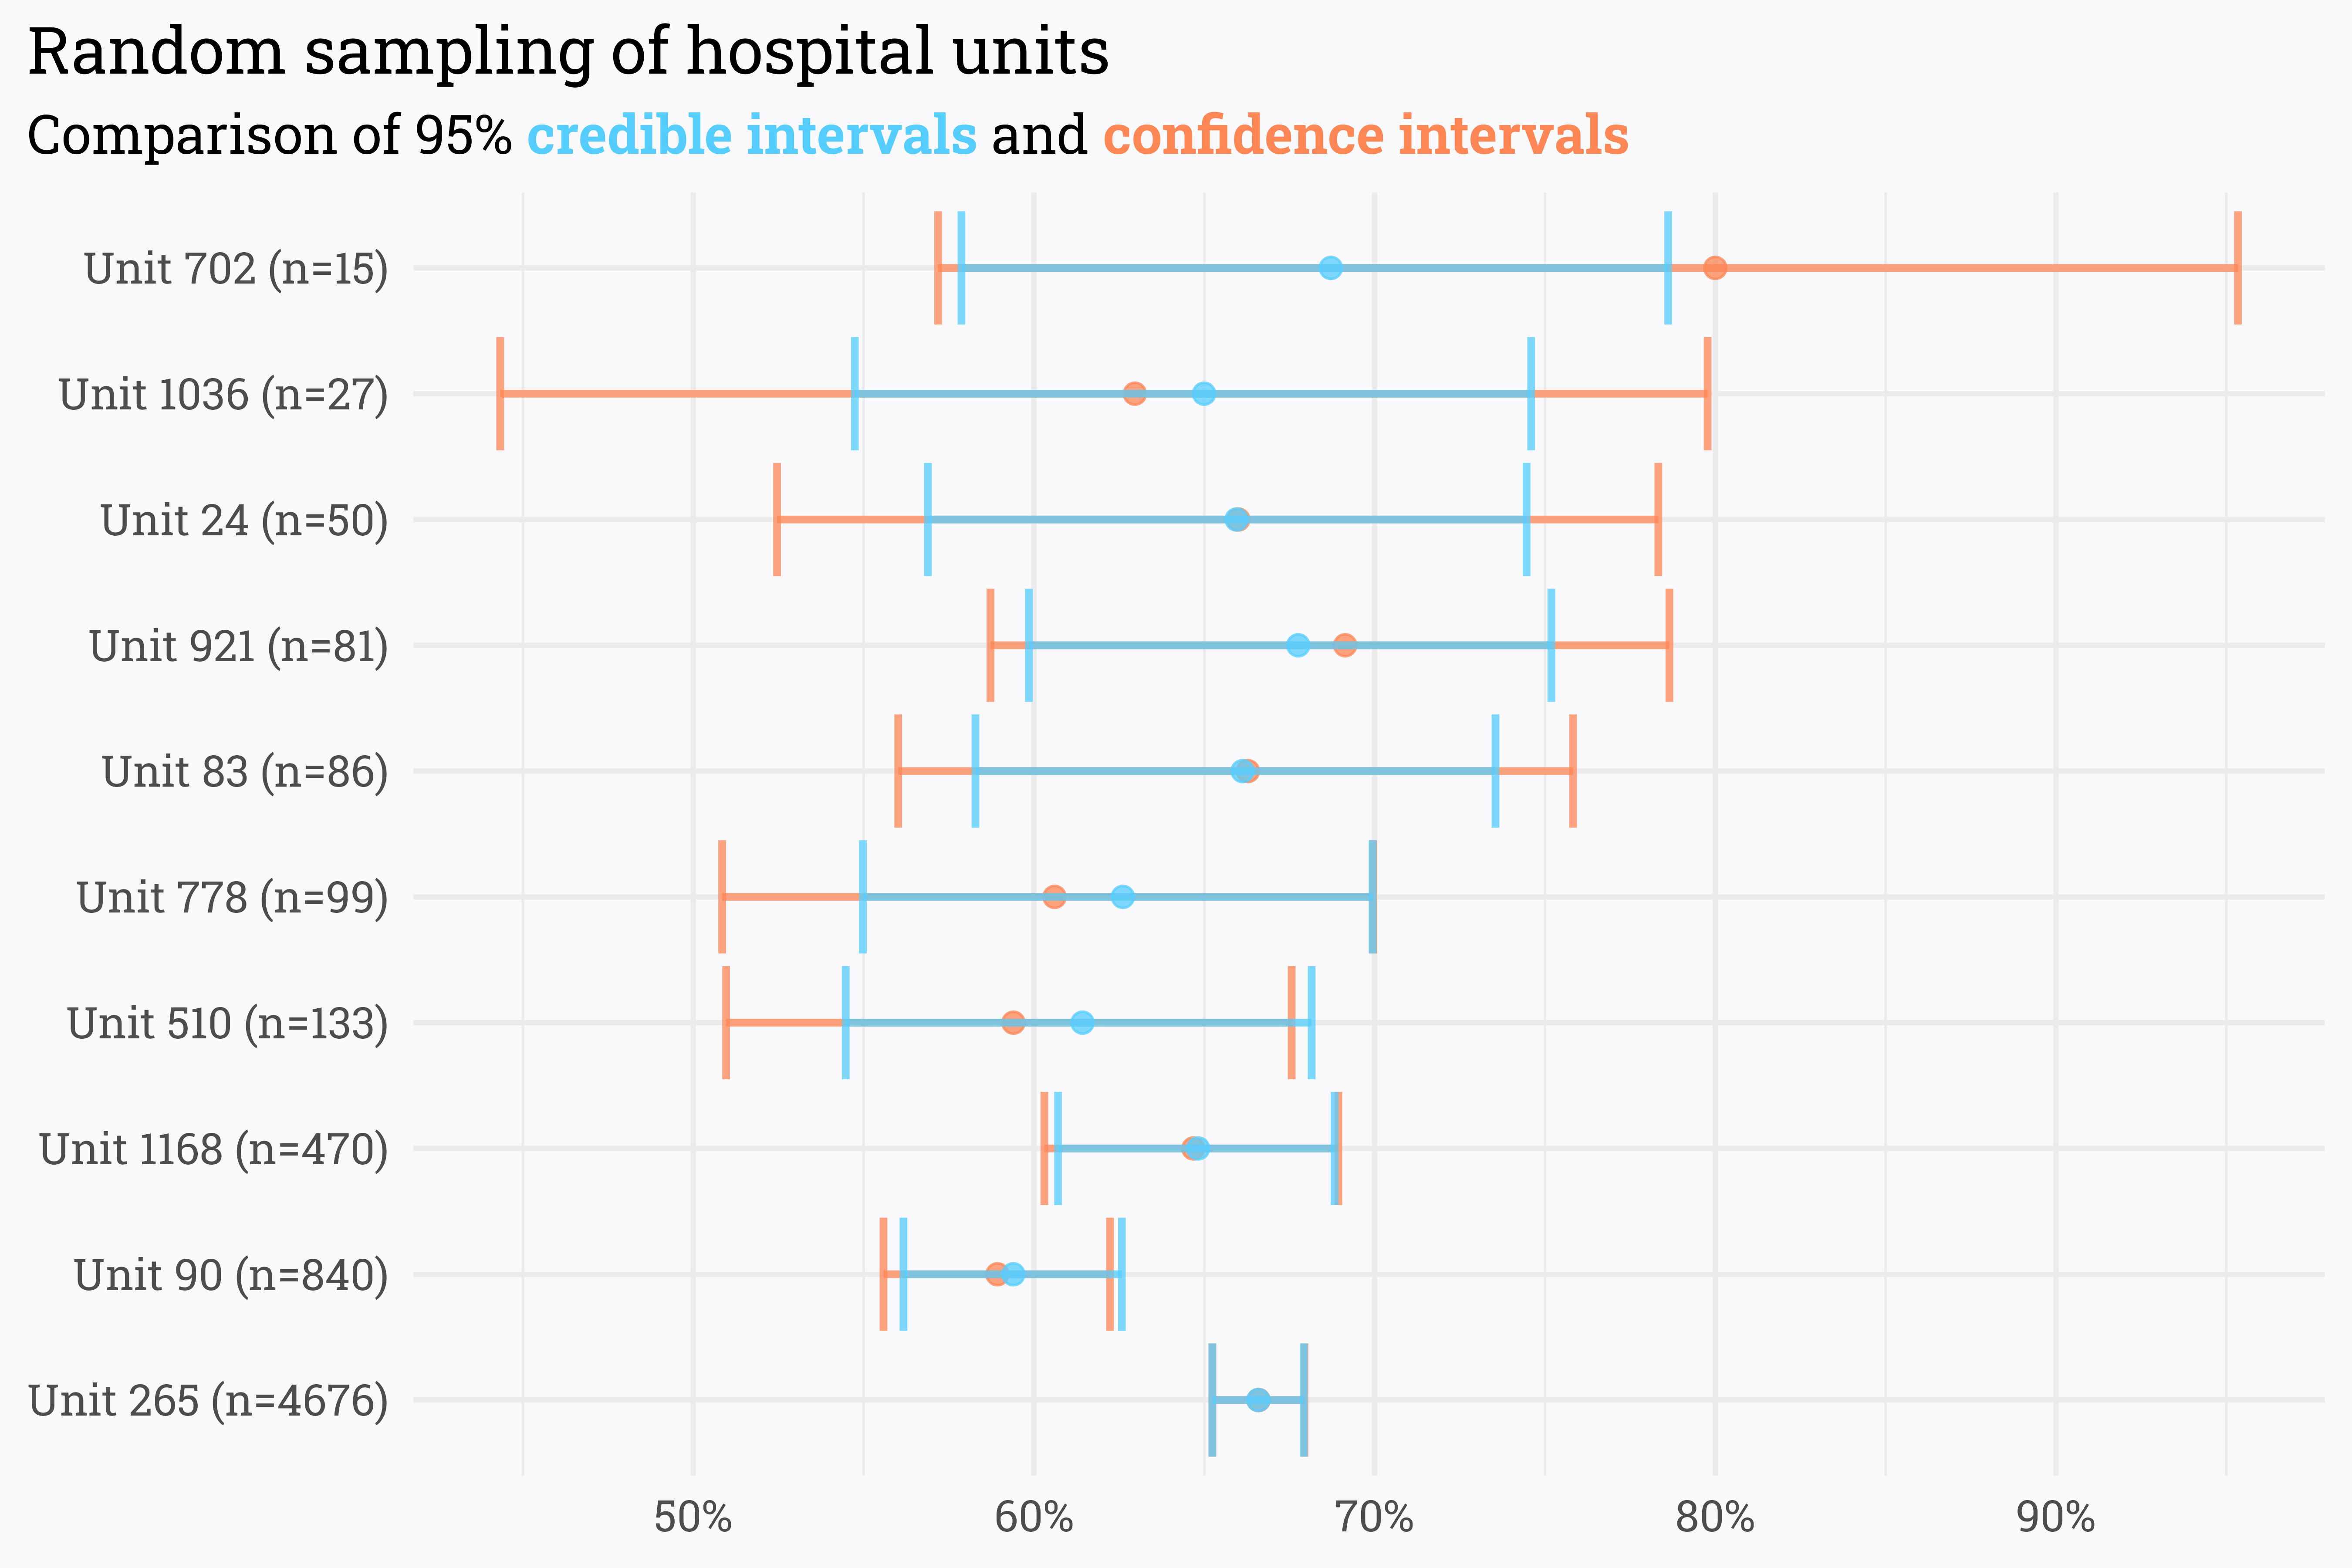 Random sampling of hospital units
Comparison of 95% credible intervals and confidence intervals
Unit 702 (n=15)
Unit 1036 (n=27)
Unit 24 (n=50)
Unit 921 (n=81)
Unit 83 (n=86)
Unit 778 (n=99)
Unit 510 (n=133)
Unit 1168 (n=470)
Unit 90 (n=840)
Unit 265 (n=4676)
50% 60% 70% 80% 90%